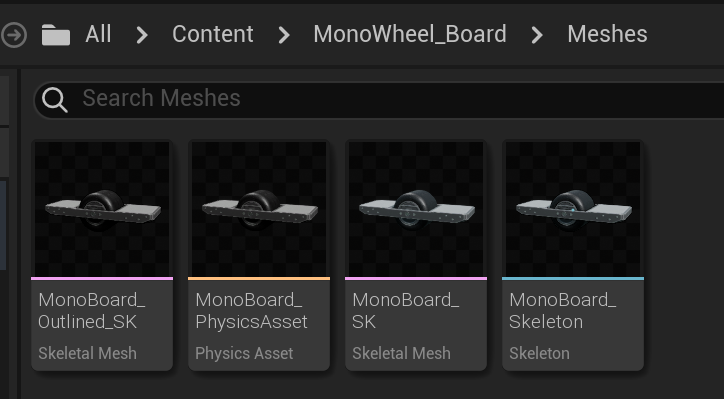 All > Content > MonoWheel_Board > Meshes
Search Meshes
MonoBoard_
Outlined_SK
Skeletal Mesh
MonoBoard_
PhysicsAsset
Physics Asset
MonoBoard_
SK
Skeletal Mesh
MonoBoard_
Skeleton
Skeleton